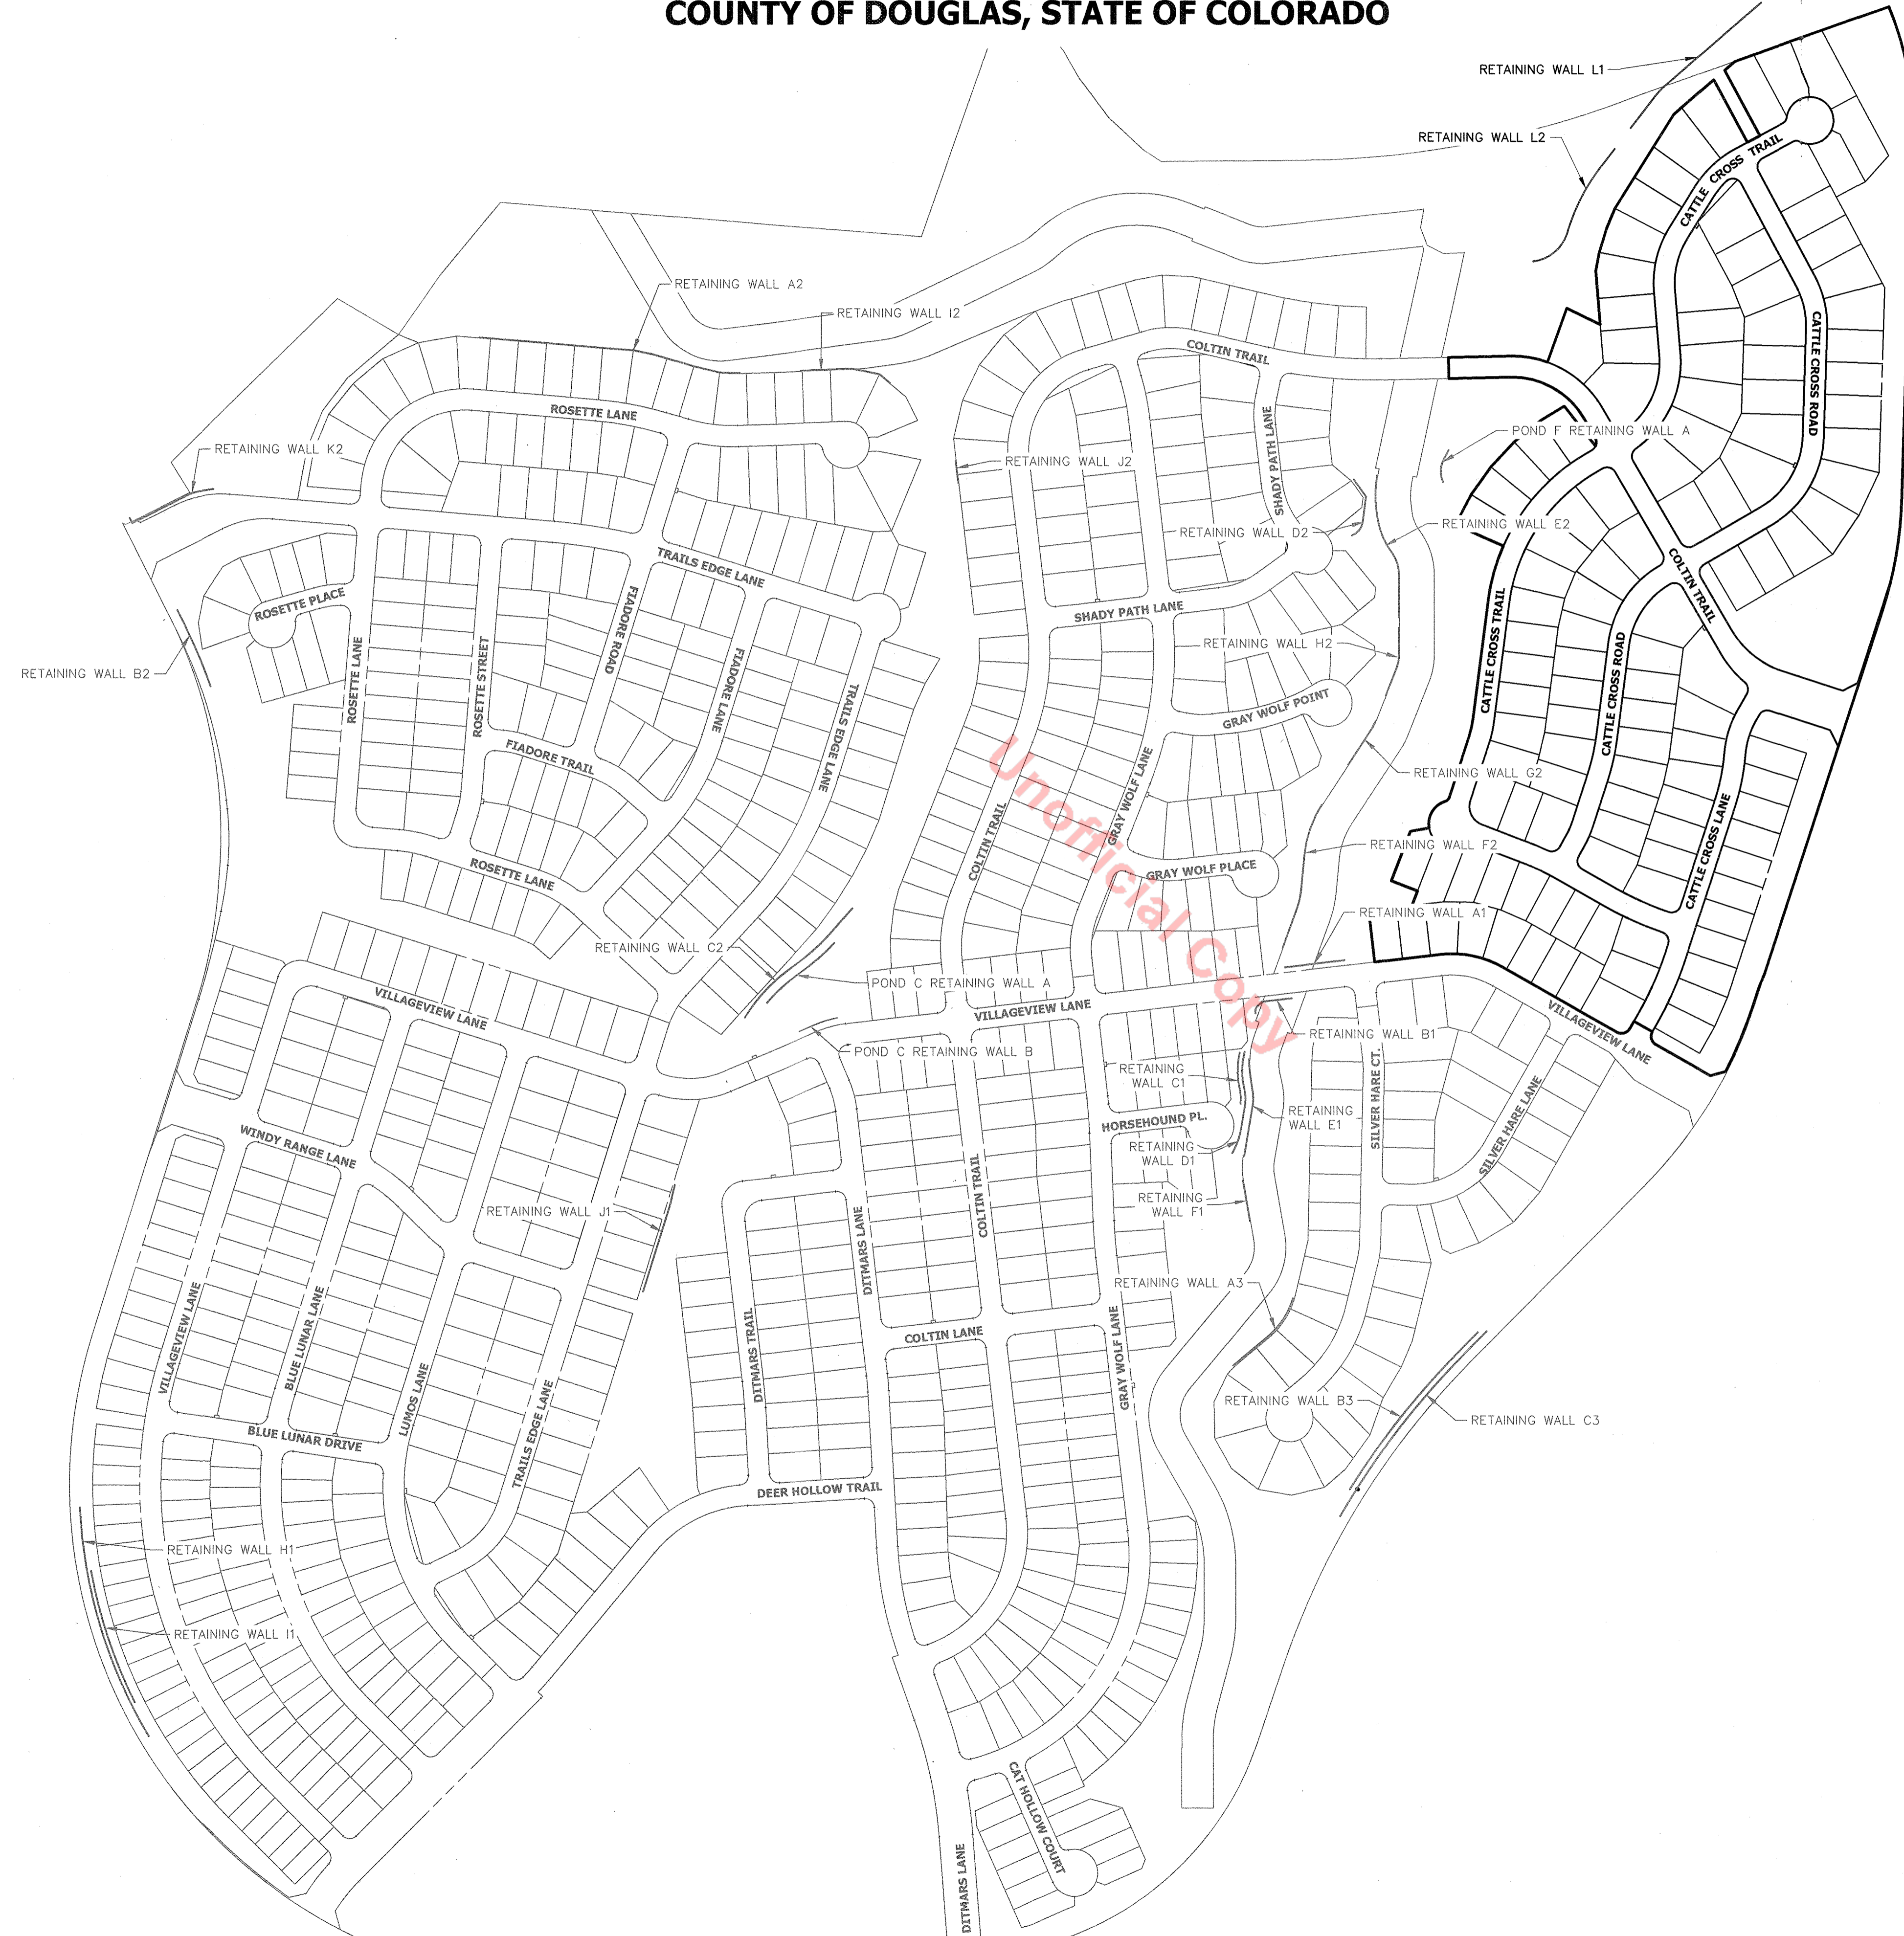 COUNTY OF DOUGLAS, STATE OF COLORADO
RETAINING WALL L1
RETAINING WALL L2
CATTLE CROSS TRAIL
RETAINING WALL A2
RETAINING WALL I2
COLTIN TRAIL
CATTLE CROSS ROAD
ROSETTE LANE
SHADY PATH LANE
POND F RETAINING WALL A
RETAINING WALL K2
RETAINING WALL J2
RETAINING WALL E2
RETAINING WALL D2
TRAILS EDGE LANE
COLTIN TRAIL
ROSETTE PLACE
FIADORE ROAD
SHADY PATH LANE
CATTLE CROSS TRAIL
RETAINING WALL H2
RETAINING WALL B2
ROSETTE LANE
ROSETTE STREET
FIADORE LANE
TRAILS EDGE LANE
CATTLE CROSS ROAD
GRAY WOLF POINT
FIADORE TRAIL
RETAINING WALL G2
GRAY WOLF LANE
COLTIN TRAIL
RETAINING WALL F2
CATTLE CROSS LANE
ROSETTE LANE
GRAY WOLF PLACE
RETAINING WALL A1
RETAINING WALL C2
POND C RETAINING WALL A
VILLAGEVIEW LANE
VILLAGEVIEW LANE
VILLAGEVIEW LANE
Unofficial Copy
RETAINING WALL B1
POND C RETAINING WALL B
RETAINING
WALL C1
SILVER HARE CT.
SILVER HARE LANE
RETAINING
WALL E1
HORSEHOUND PL.
WINDY RANGE LANE
RETAINING
WALL D1
RETAINING
WALL F1
RETAINING WALL J1
COLTIN TRAIL
DITMARS LANE
RETAINING WALL A3
VILLAGEVIEW LANE
BLUE LUNAR LANE
COLTIN LANE
DITMARS TRAIL
GRAY WOLF LANE
LUMOS LANE
TRAILS EDGE LANE
RETAINING WALL B3
RETAINING WALL C3
BLUE LUNAR DRIVE
DEER HOLLOW TRAIL
RETAINING WALL H1
RETAINING WALL I1
CAT HOLLOW COURT
DITMARS LANE